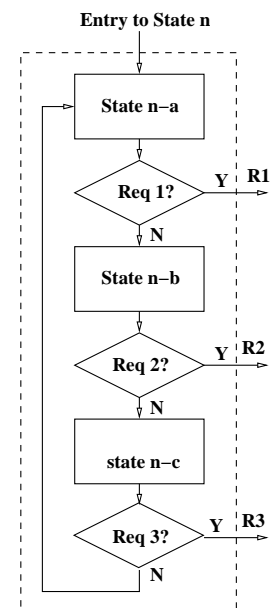 Entry to State n
State n−a
Req 1?
Y
R1
N
State n−b
Req 2?
Y
R2
N
state n−c
Req 3?
Y
R3
N